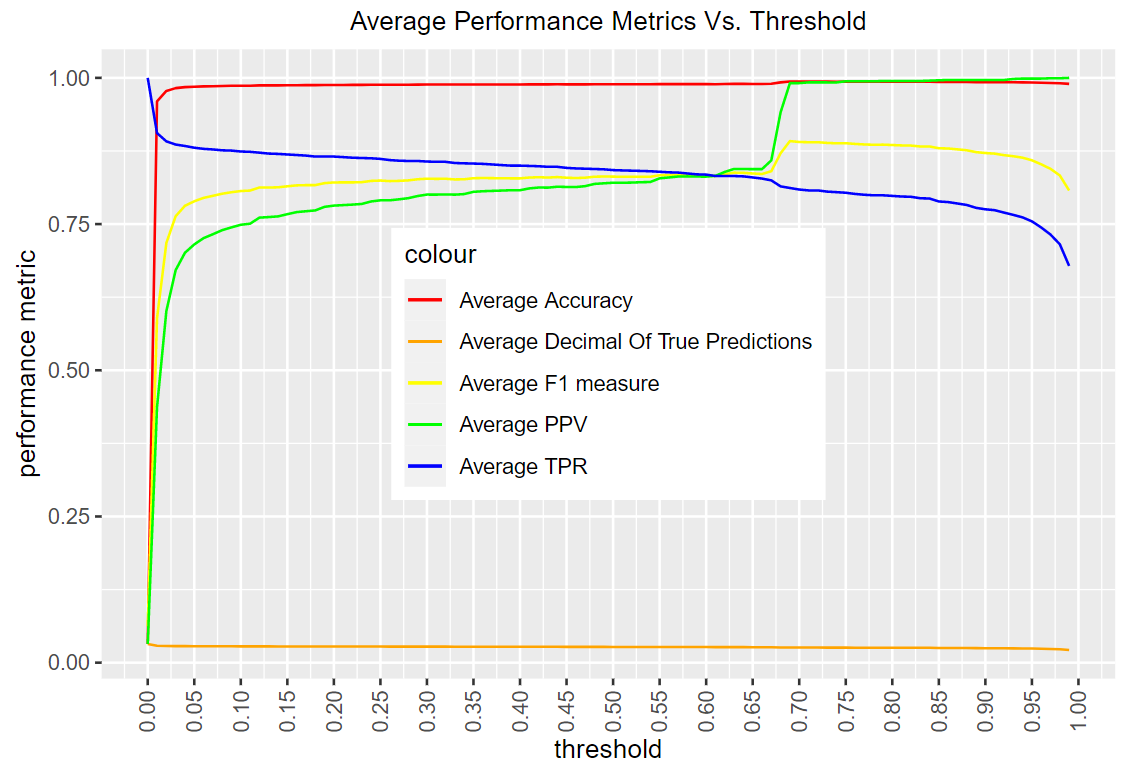 Average Performance Metrics Vs. Threshold
performance metric
1.00
0.75
0.50
0.25
0.00
colour
Average Accuracy
Average Decimal Of True Predictions
Average F1 measure
Average PPV
Average TPR
0.00 0.05 0.10 0.15 0.20 0.25 0.30 0.35 0.40 0.45 0.50 0.55 0.60 0.65 0.70 0.75 0.80 0.85 0.90 0.95 1.00
threshold